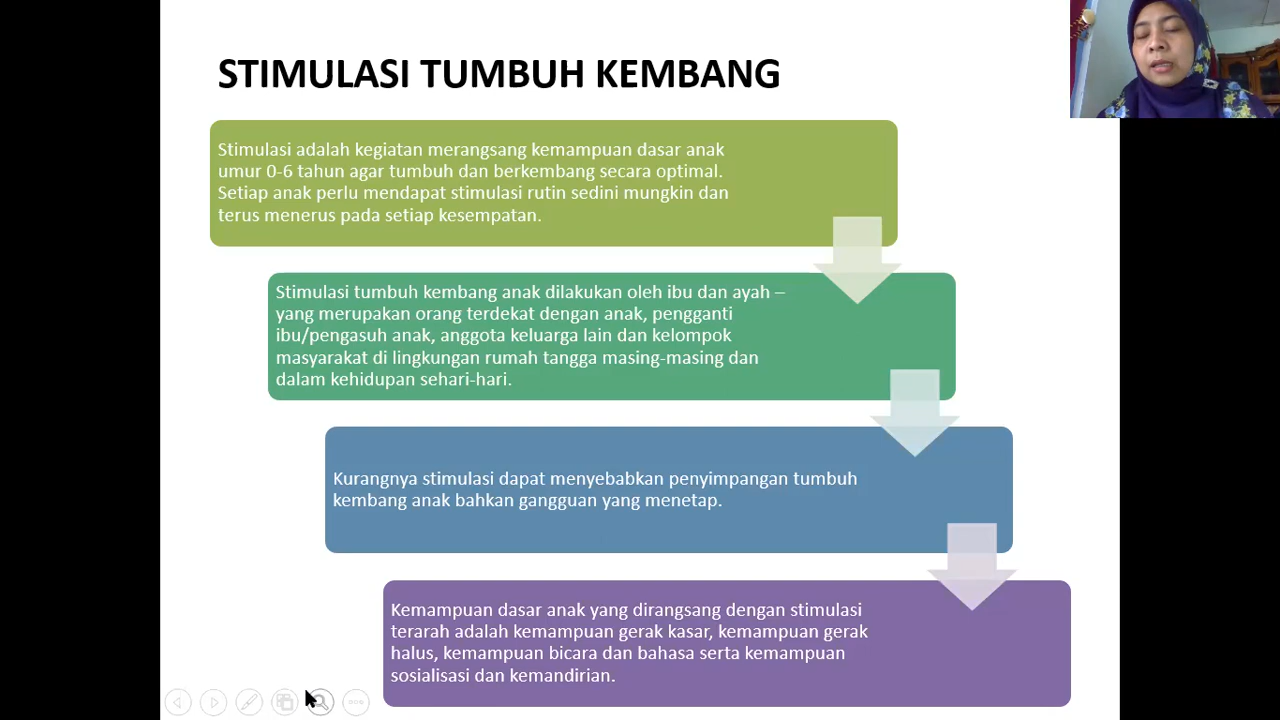 STIMULASI TUMBUH KEMBANG
Stimulasi adalah kegiatan merangsang kemampuan dasar anak
umur 0-6 tahun agar tumbuh dan berkembang secara optimal.
Setiap anak perlu mendapat stimulasi rutin sedini mungkin dan
terus menerus pada setiap kesempatan.
Stimulasi tumbuh kembang anak dilakukan oleh ibu dan ayah –
yang merupakan orang terdekat dengan anak, pengganti
ibu/pengasuh anak, anggota keluarga lain dan kelompok
masyarakat di lingkungan rumah tangga masing-masing dan
dalam kehidupan sehari-hari.
Kurangnya stimulasi dapat menyebabkan penyimpangan tumbuh
kembang anak bahkan gangguan yang menetap.
Kemampuan dasar anak yang dirangsang dengan stimulasi
terarah adalah kemampuan gerak kasar, kemampuan gerak
halus, kemampuan bicara dan bahasa serta kemampuan
sosialisasi dan kemandirian.